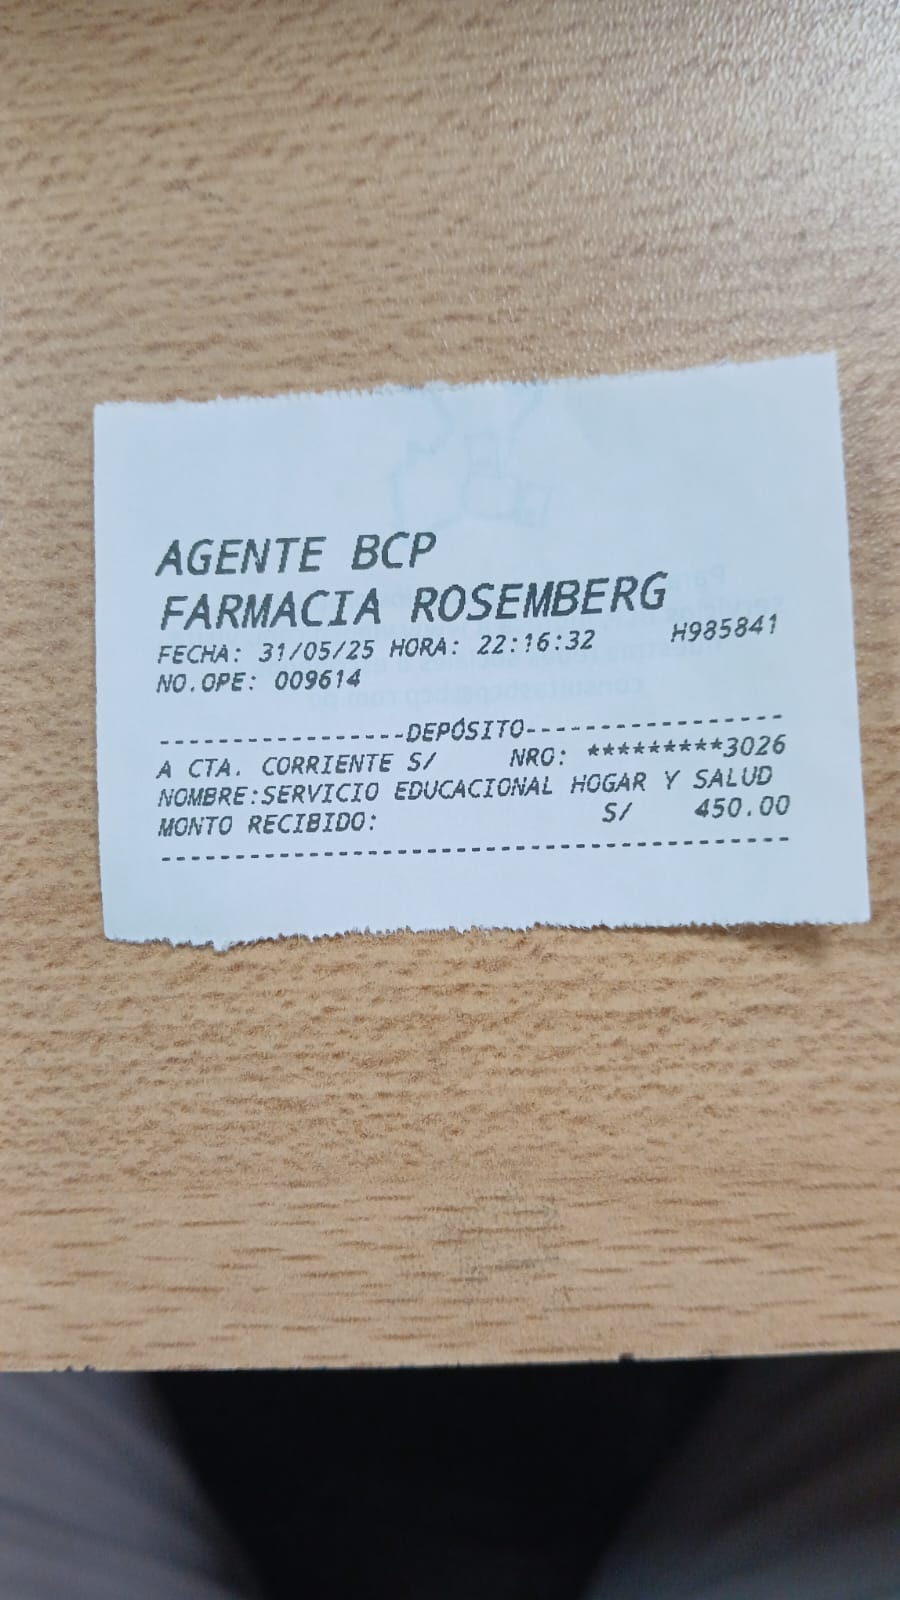 AGENTE BCP
FARMACIA ROSEMBERG
FECHA: 31/05/25 HORA: 22:16:32 H985841
NO.OPE: 009614
-----------------DEPÓSITO------------------
A CTA. CORRIENTE S/ NRO: *********3026
NOMBRE:SERVICIO EDUCACIONAL HOGAR Y SALUD
MONTO RECIBIDO: S/ 450.00
-------------------------------------------